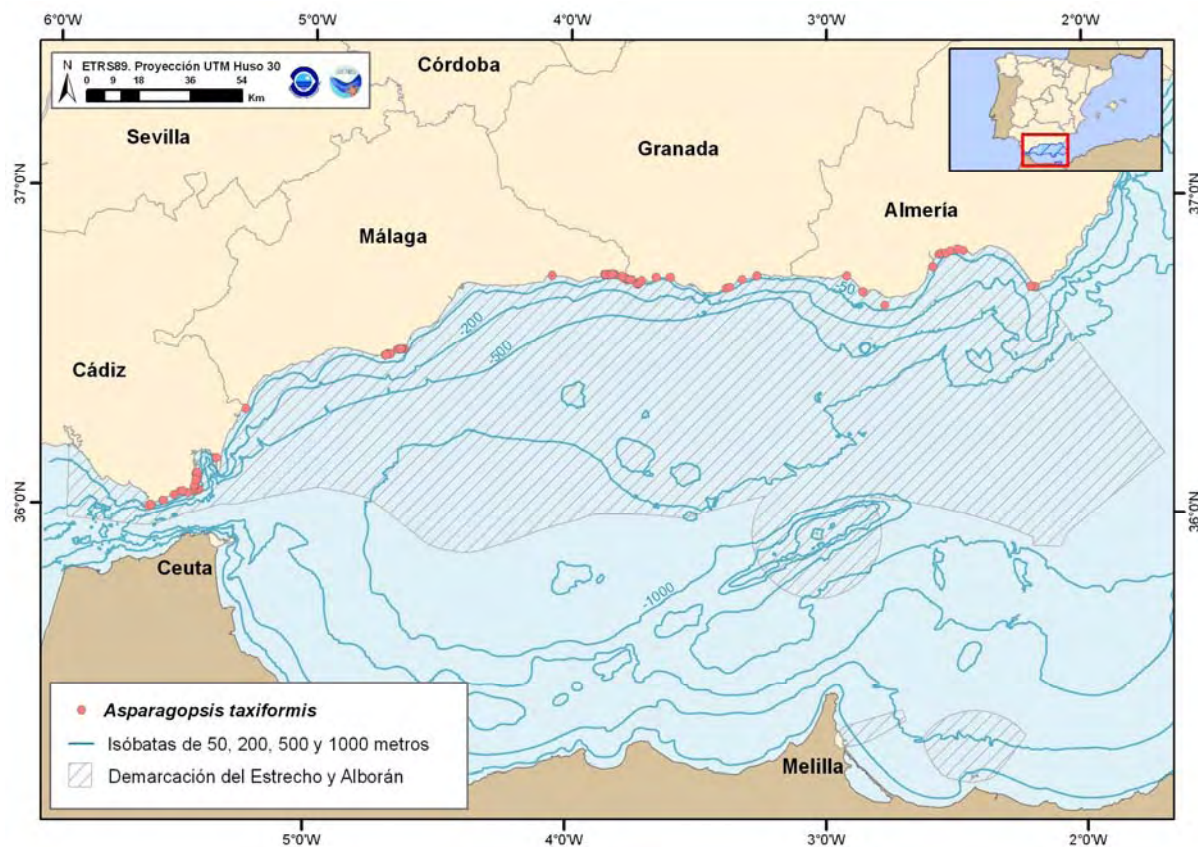 6°0'W 5°0'W 4°0'W 3°0'W 2°0'W
N ETRS89. Proyección UTM Huso 30
0 9 18 36 54
Km
Córdoba
Sevilla
Granada
37°0'N
37°0'N
Almería
Málaga
-50
-200
-500
Cádiz
36°0'N
36°0'N
Ceuta
-1000
Asparagopsis taxiformis
Isóbatas de 50, 200, 500 y 1000 metros
Demarcación del Estrecho y Alborán
Melilla
5°0'W 4°0'W 3°0'W 2°0'W